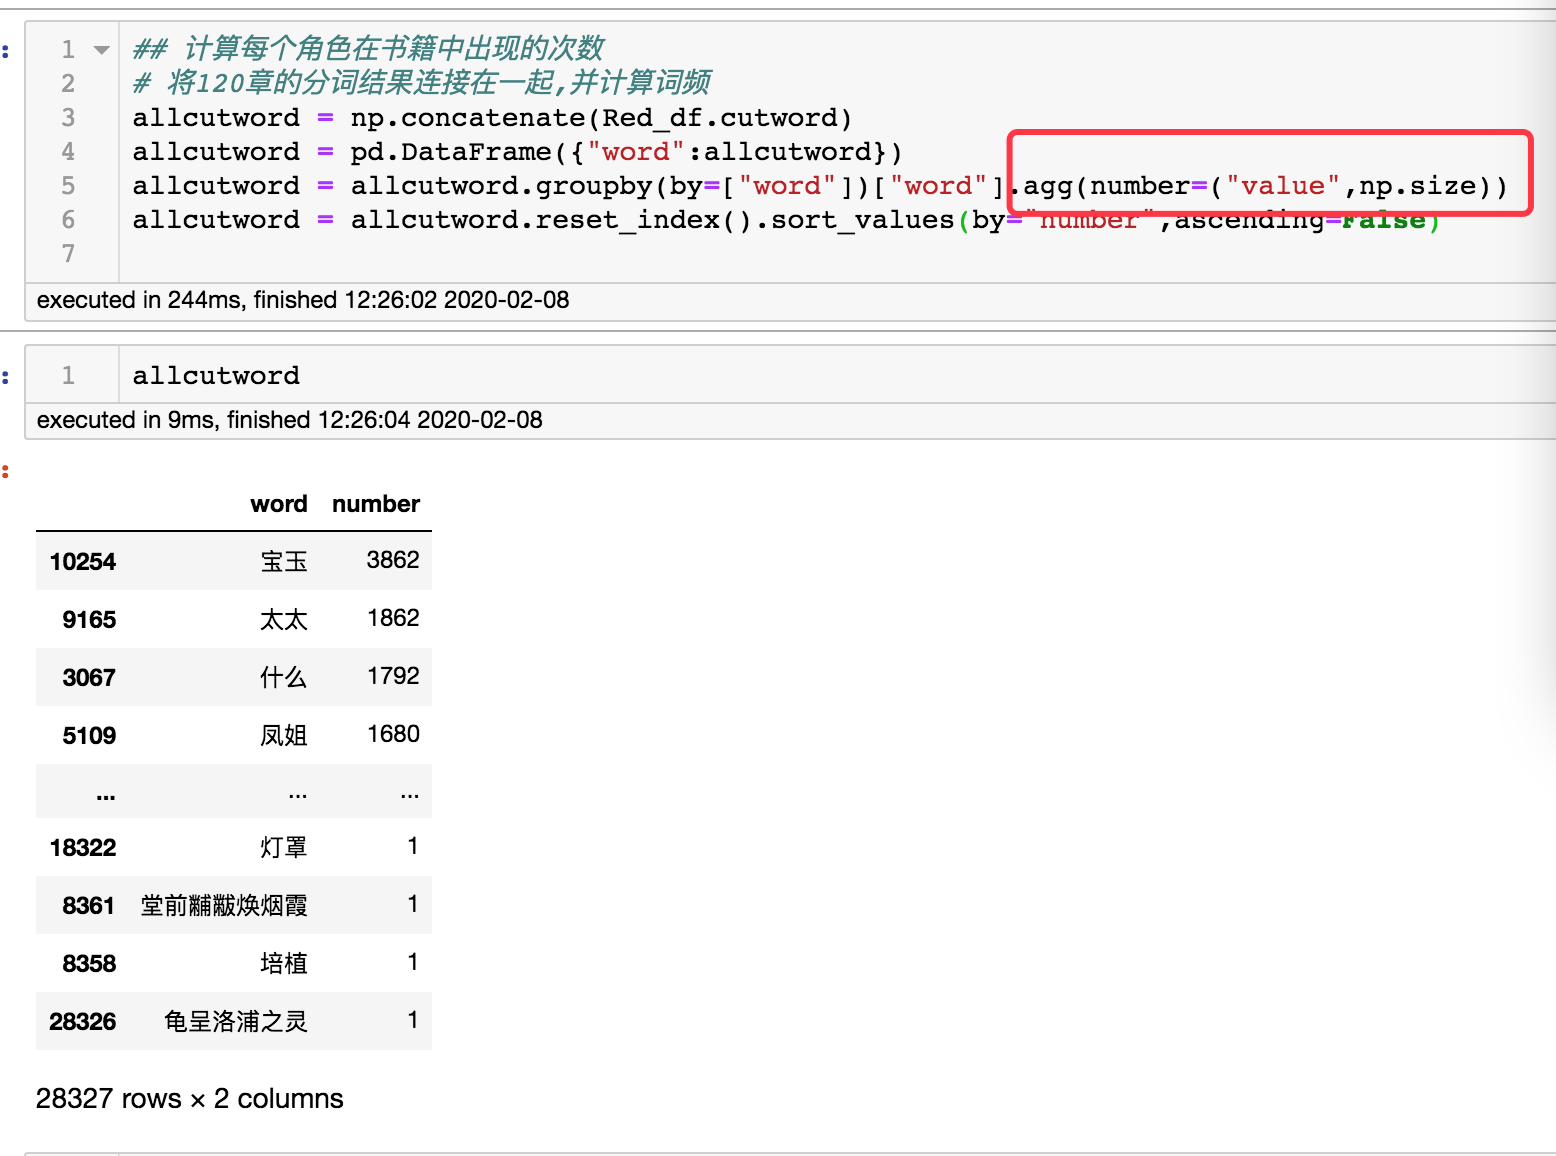 1 ## 计算每个角色在书籍中出现的次数
2 # 将120章的分词结果连接在一起,并计算词频
3 allcutword = np.concatenate(Red_df.cutword)
4 allcutword = pd.DataFrame({"word":allcutword})
5 allcutword = allcutword.groupby(by=["word"])["word"].agg(number=("value",np.size))
6 allcutword = allcutword.reset_index().sort_values(by="number",ascending=False)
7
executed in 244ms, finished 12:26:02 2020-02-08
1 allcutword
executed in 9ms, finished 12:26:04 2020-02-08
word number
10254 宝玉 3862
9165 太太 1862
3067 什么 1792
5109 凤姐 1680
... ... ...
18322 灯罩 1
8361 堂前黼黻焕烟霞 1
8358 培植 1
28326 龟呈洛浦之灵 1
28327 rows × 2 columns